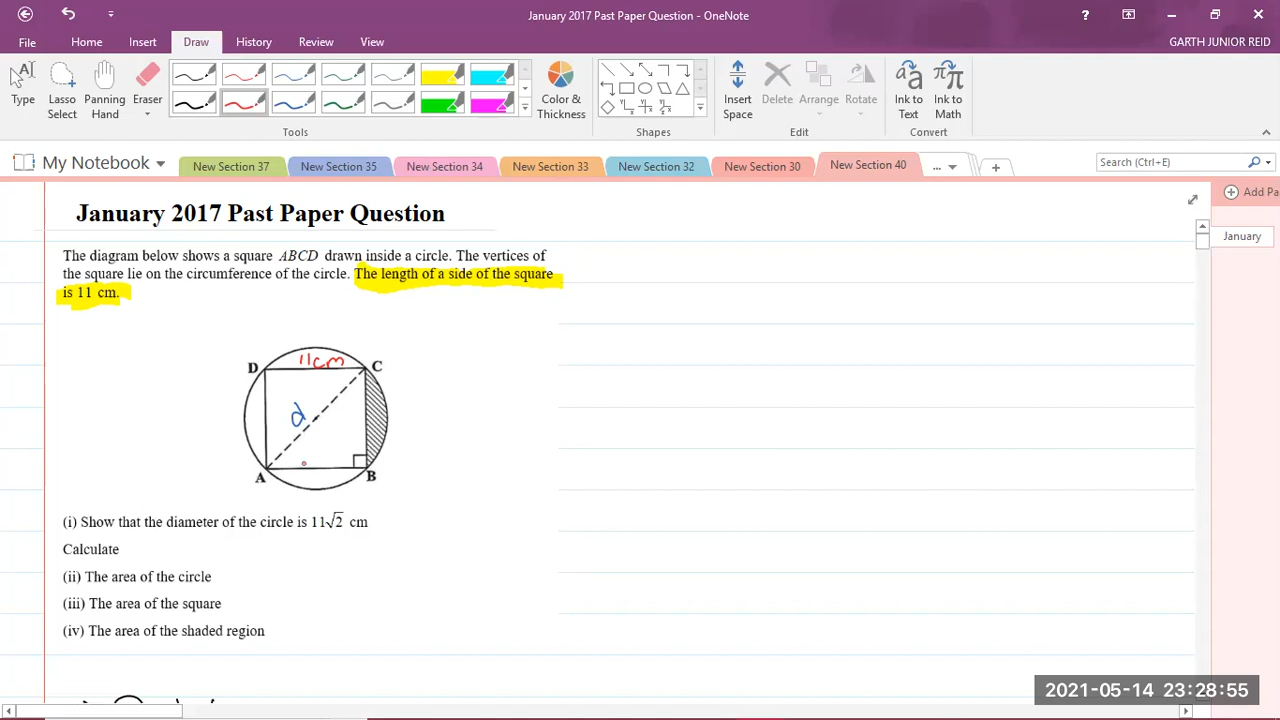 January 2017 Past Paper Question - OneNote
?
File
Home
Insert
Draw
History
Review
View
GARTH JUNIOR REID
Type
Lasso
Select
Panning
Hand
Eraser
Color &
Thickness
Insert
Space
Delete
Arrange
Rotate
Ink to
Text
Ink to
Math
Tools
Shapes
Edit
Convert
My Notebook
New Section 37
New Section 35
New Section 34
New Section 33
New Section 32
New Section 30
New Section 40
...
Search (Ctrl+E)
Add Pa
January
January 2017 Past Paper Question
The diagram below shows a square ABCD drawn inside a circle. The vertices of
the square lie on the circumference of the circle. The length of a side of the square
is 11 cm.
11cm
D
C
d
A
B
(i) Show that the diameter of the circle is 11√2 cm
Calculate
(ii) The area of the circle
(iii) The area of the square
(iv) The area of the shaded region
2021-05-14 23:28:55